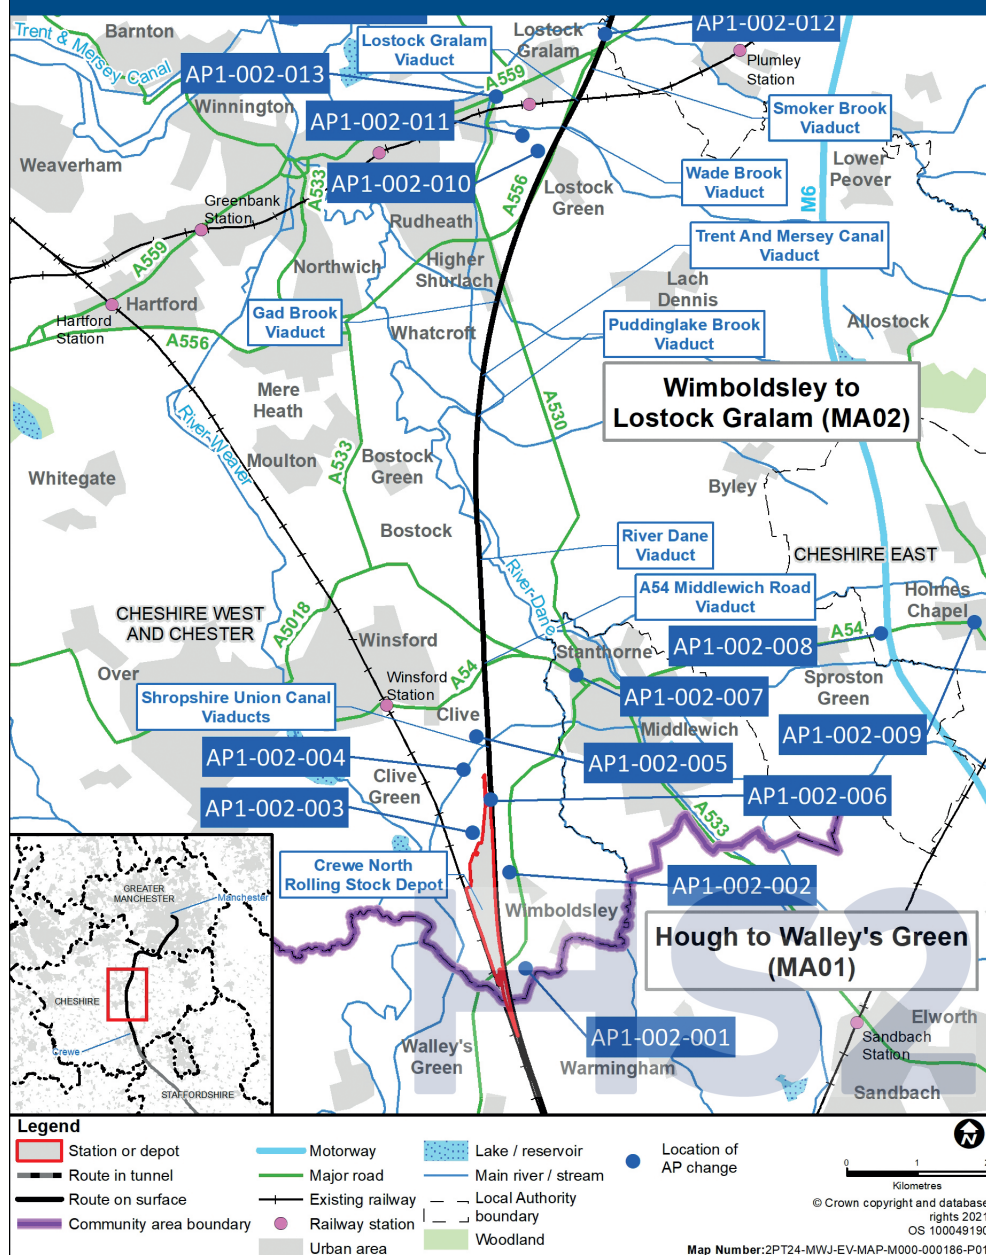 AP1-002-012
Barnton
Trent & Mersey Canal
Lostock Gralam
Viaduct
Lostock
Gralam
Plumley
Station
AP1-002-013
A559
Winnington
Smoker Brook
Viaduct
AP1-002-011
Weaverham
Lower
Peover
AP1-002-010
A533
A556
Wade Brook
Viaduct
M6
Greenbank
Station
Lostock
Green
Rudheath
Trent And Mersey Canal
Viaduct
A559
Northwich
Higher
Shurlach
Lach
Dennis
Hartford
Gad Brook
Viaduct
Hartford
Station
A556
Whatcroft
Puddinglake Brook
Viaduct
Allostock
Mere
Heath
Wimboldsley to
Lostock Gralam (MA02)
A530
River-Weaver
Moulton
A533
Bostock
Green
Whitegate
Byley
Bostock
River Dane
Viaduct
CHESHIRE EAST
River-Dane
A54 Middlewich Road
Viaduct
Holmes
Chapel
CHESHIRE WEST
AND CHESTER
A5018
Winsford
Stanthorne
AP1-002-008
A54
Over
Winsford
Station
A54
Sproston
Green
Shropshire Union Canal
Viaducts
AP1-002-007
Clive
Middlewich
AP1-002-009
AP1-002-004
AP1-002-005
Clive
Green
AP1-002-006
AP1-002-003
A533
Crewe North
Rolling Stock Depot
AP1-002-002
Wimboldsley
Hough to Walley's Green
(MA01)
HS2
GREATER
MANCHESTER
Manchester
CHESHIRE
Crewe
STAFFORDSHIRE
AP1-002-001
Walley's
Green
Warmingham
Elworth
Sandbach
Station
Sandbach
Legend
Station or depot
Route in tunnel
Route on surface
Community area boundary
Motorway
Major road
Existing railway
Railway station
Urban area
Lake / reservoir
Main river / stream
Local Authority
boundary
Woodland
Location of
AP change
N
0 1 2
Kilometres
© Crown copyright and database
rights 2021
OS 100049190
Map Number:2PT24-MWJ-EV-MAP-M000-000186-P01